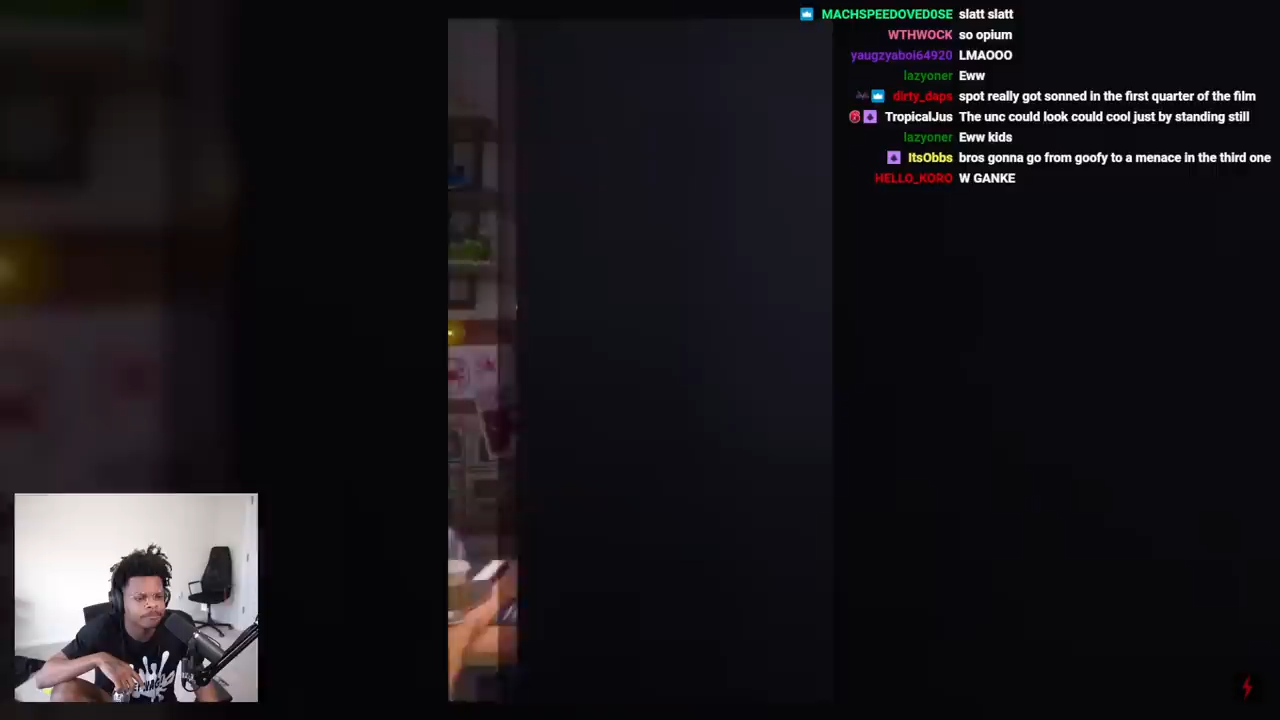 MACHSPEEDOVED0SE slatt slatt
WTHWOCK so opium
yaugzyaboi64920 LMAOOO
lazyoner Eww
dirty_daps spot really got sonned in the first quarter of the film
TropicalJus The unc could look could cool just by standing still
lazyoner Eww kids
ItsObbs bros gonna go from goofy to a menace in the third one
HELLO_KORO W GANKE